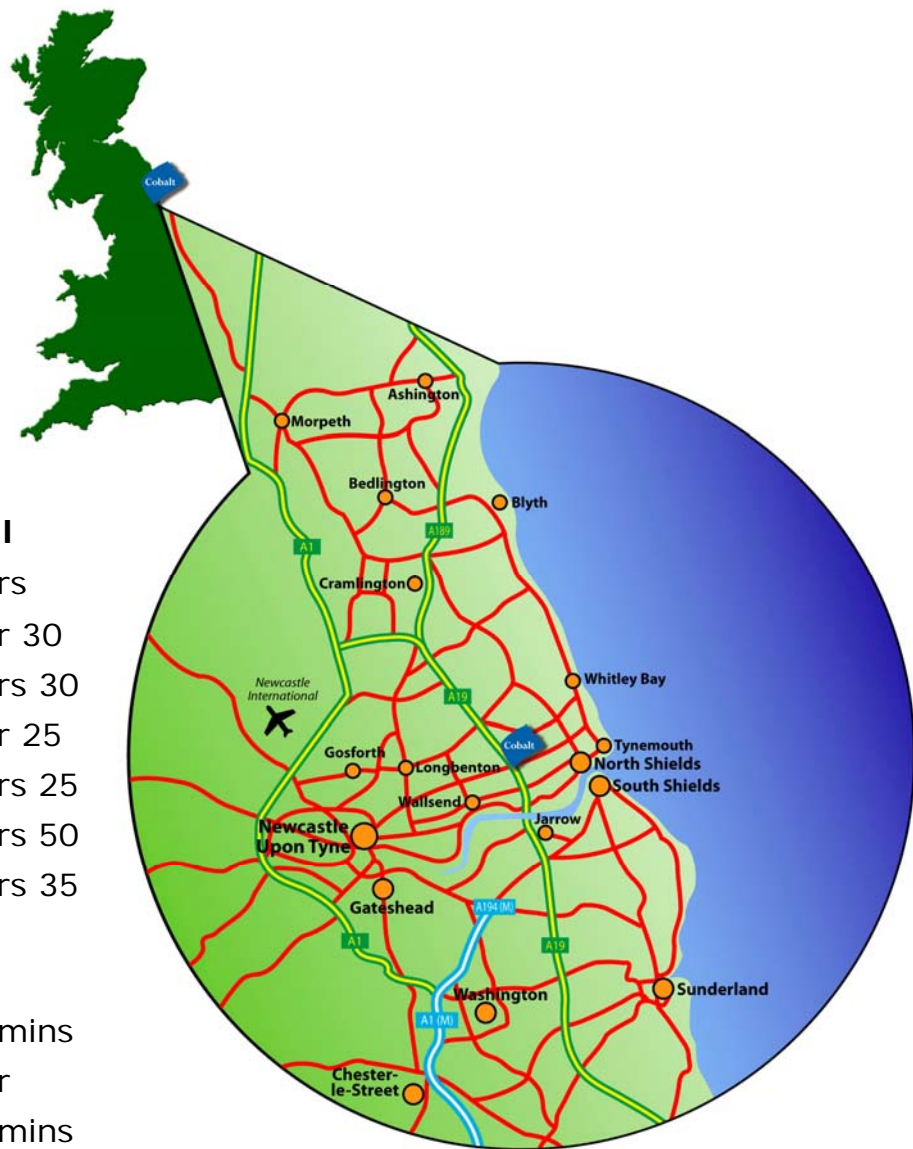 Cobalt
Ashington
Morpeth
Bedlington
Blyth
A189
A1
Cramlington
Whitley Bay
Newcastle
International
A19
Cobalt
Tynemouth
North Shields
Gosforth
Longbenton
South Shields
Wallsend
Jarrow
Newcastle
Upon Tyne
Gateshead
A194 (M)
A1
A19
Washington
Sunderland
A1 (M)
Chester-
le-Street
l
rs
r 30
rs 30
r 25
rs 25
rs 50
rs 35
mins
r
mins